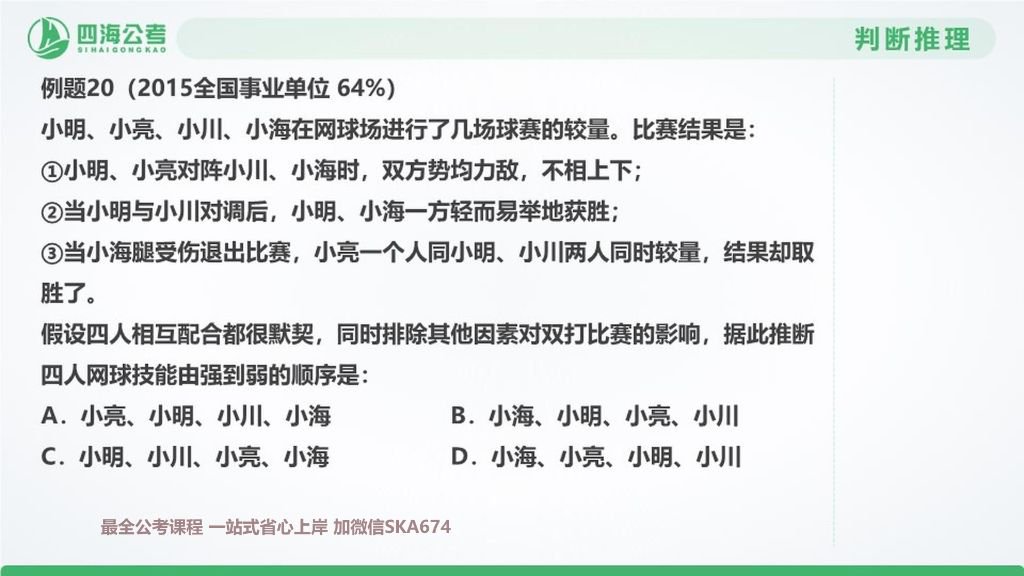 四海公考
SIHAIGONGKAO
判断推理
例题20（2015全国事业单位 64%）
小明、小亮、小川、小海在网球场进行了几场球赛的较量。比赛结果是：
①小明、小亮对阵小川、小海时，双方势均力敌，不相上下；
②当小明与小川对调后，小明、小海一方轻而易举地获胜；
③当小海腿受伤退出比赛，小亮一个人同小明、小川两人同时较量，结果却取
胜了。
假设四人相互配合都很默契，同时排除其他因素对双打比赛的影响，据此推断
四人网球技能由强到弱的顺序是：
A．小亮、小明、小川、小海
B．小海、小明、小亮、小川
C．小明、小川、小亮、小海
D．小海、小亮、小明、小川
最全公考课程 一站式省心上岸 加微信SKA674